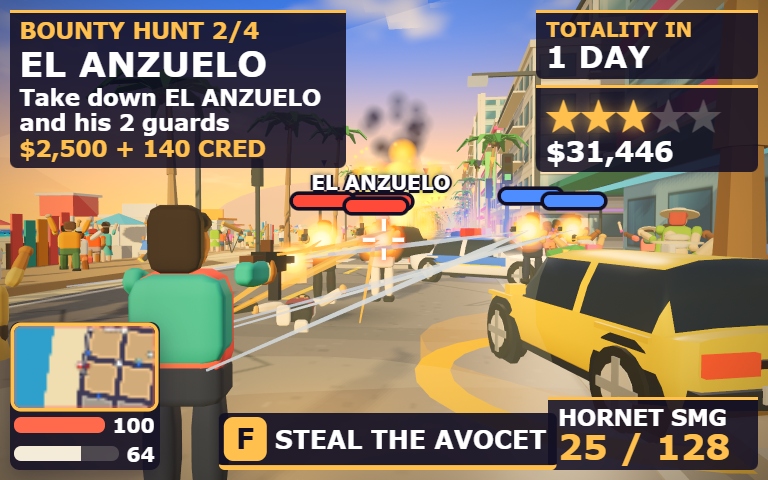 BOUNTY HUNT 2/4
EL ANZUELO
Take down EL ANZUELO
and his 2 guards
$2,500 + 140 CRED
TOTALITY IN
1 DAY
$31,446
EL ANZUELO
100
64
F STEAL THE AVOCET
HORNET SMG
25 / 128